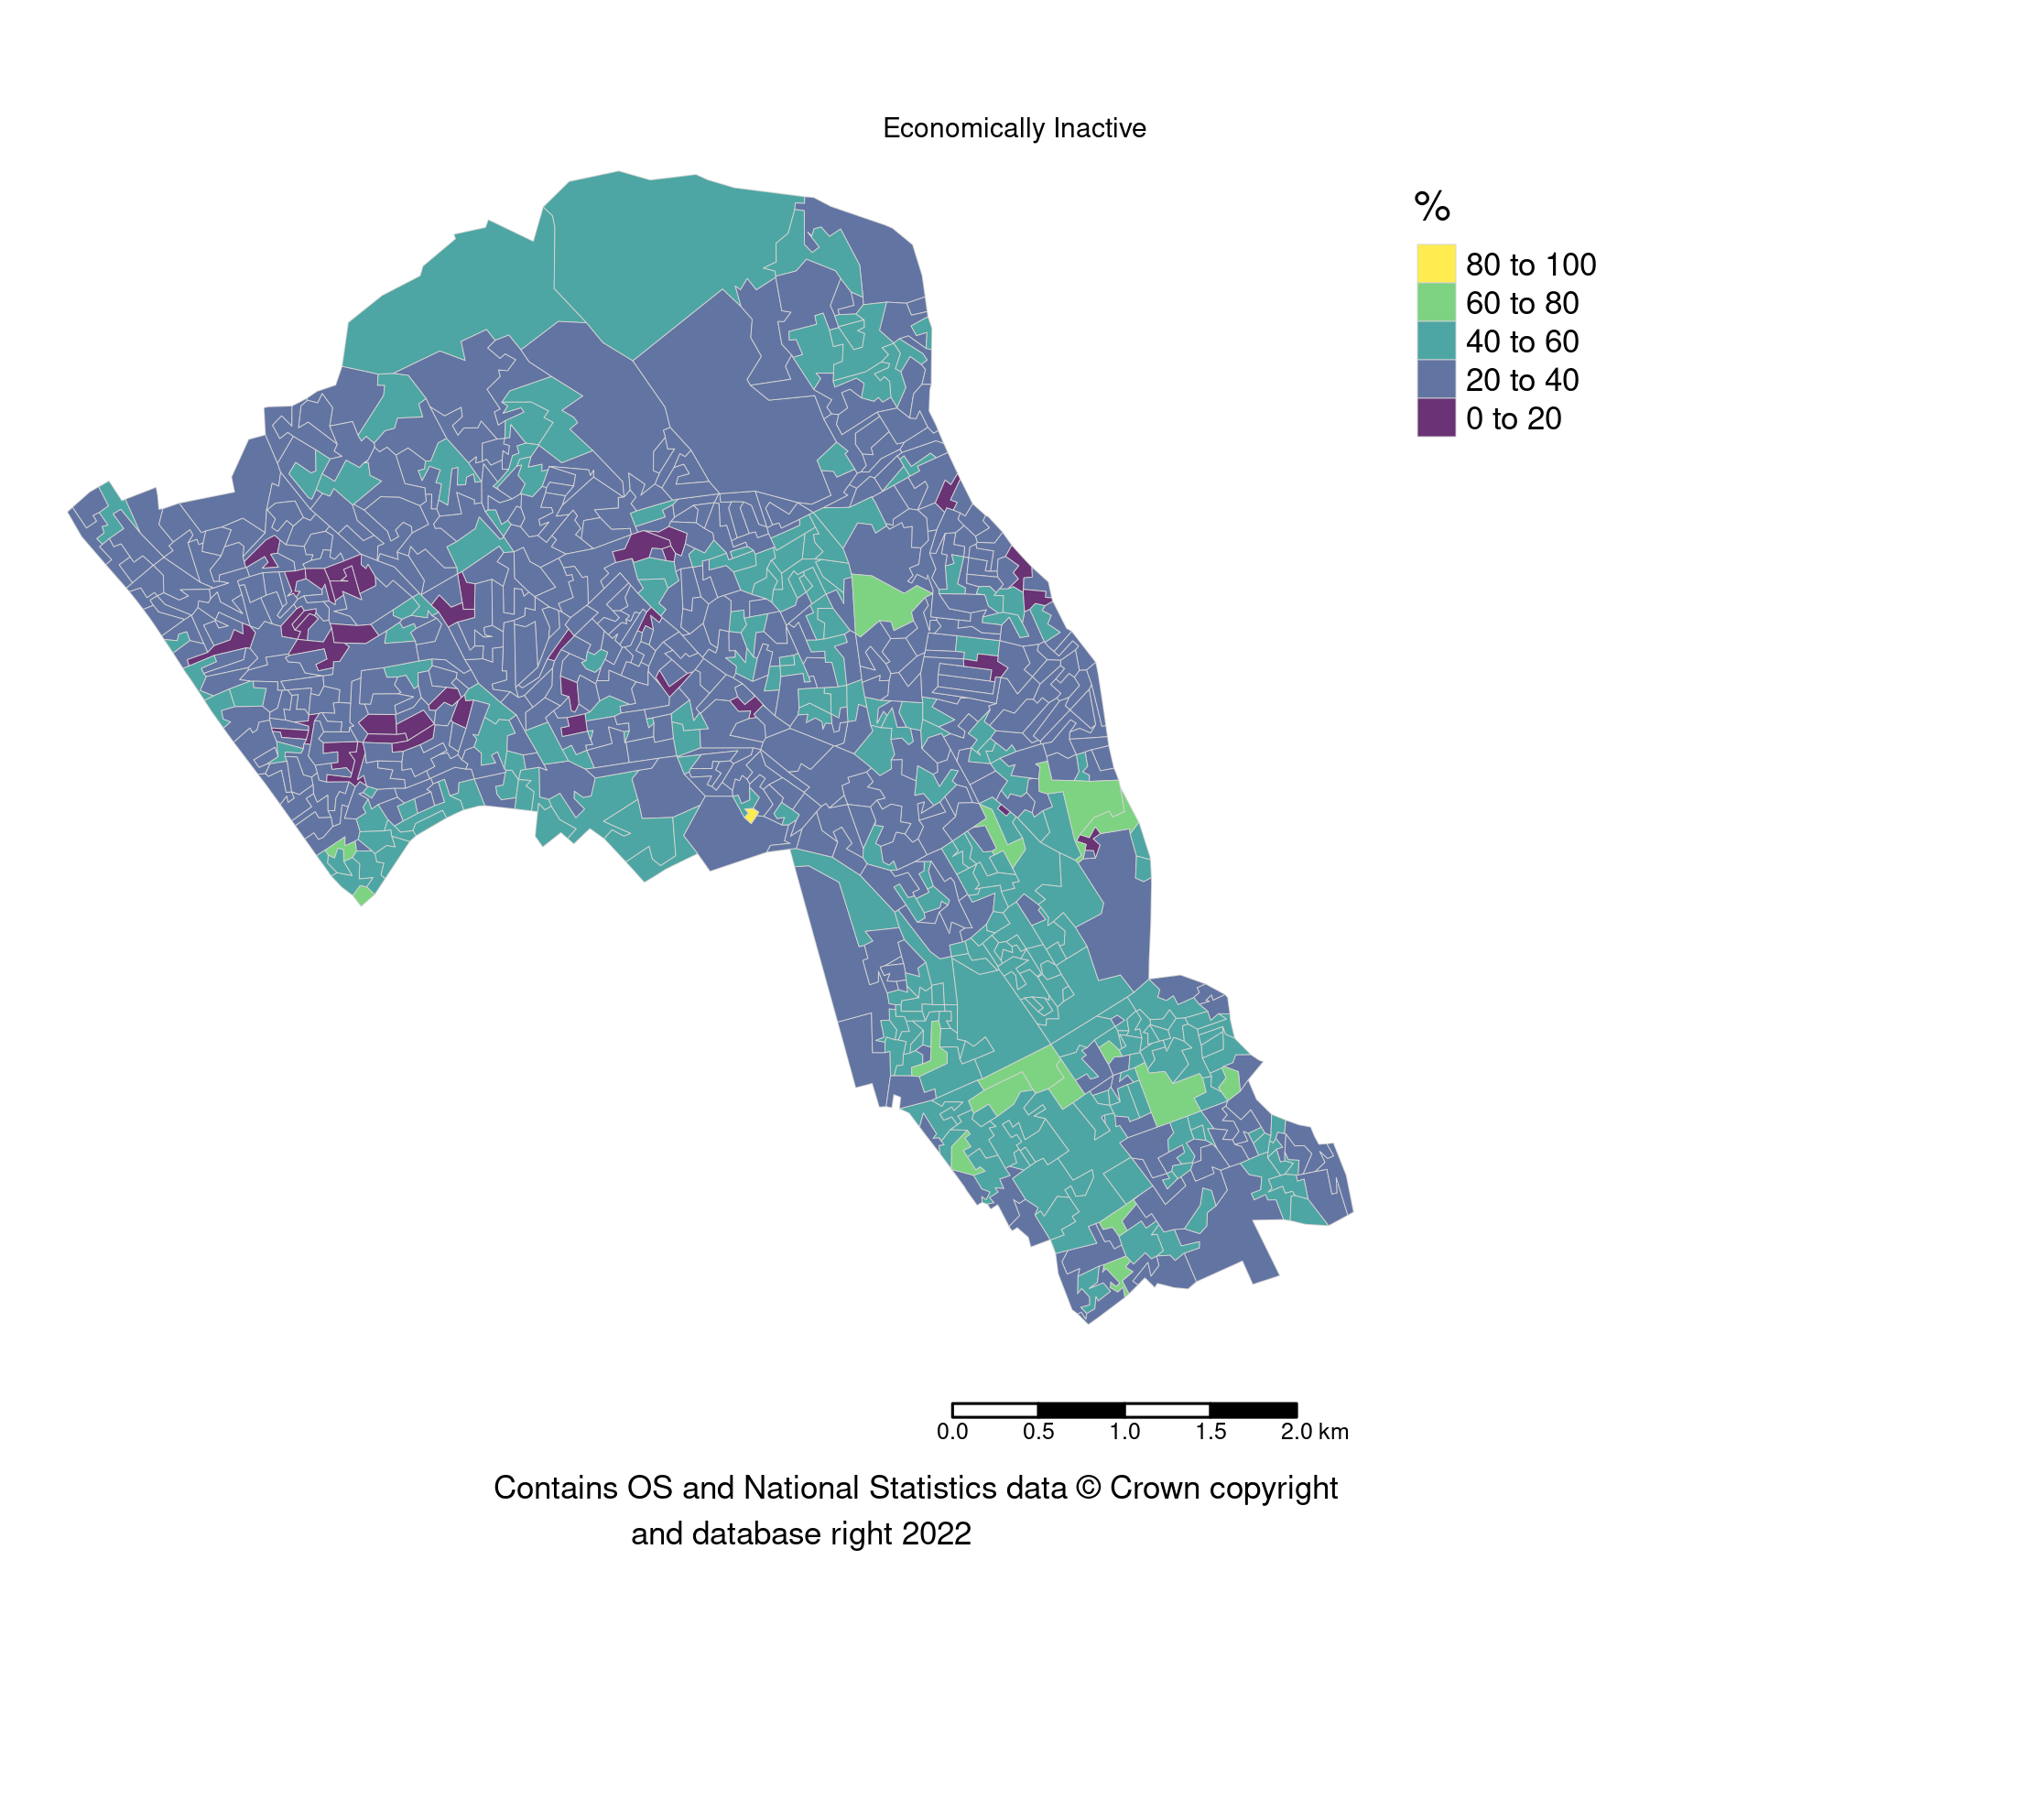 Economically Inactive
%
80 to 100
60 to 80
40 to 60
20 to 40
0 to 20
0.0 0.5 1.0 1.5 2.0 km
Contains OS and National Statistics data © Crown copyright
and database right 2022